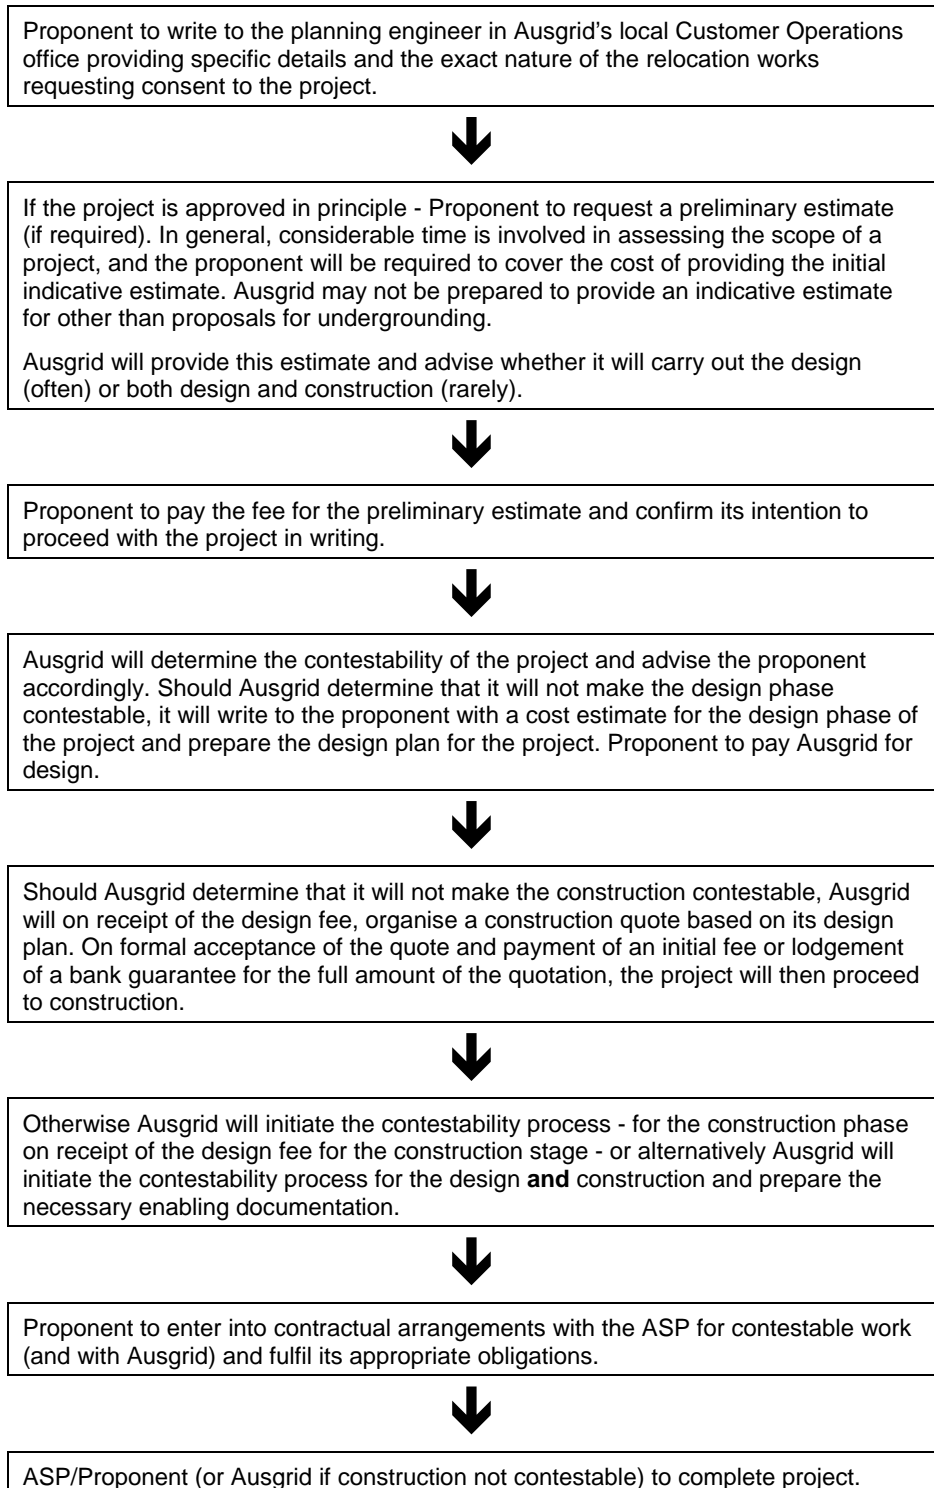 Proponent to write to the planning engineer in Ausgrid's local Customer Operations
office providing specific details and the exact nature of the relocation works
requesting consent to the project.
If the project is approved in principle - Proponent to request a preliminary estimate
(if required). In general, considerable time is involved in assessing the scope of a
project, and the proponent will be required to cover the cost of providing the initial
indicative estimate. Ausgrid may not be prepared to provide an indicative estimate
for other than proposals for undergrounding.
Ausgrid will provide this estimate and advise whether it will carry out the design
(often) or both design and construction (rarely).
Proponent to pay the fee for the preliminary estimate and confirm its intention to
proceed with the project in writing.
Ausgrid will determine the contestability of the project and advise the proponent
accordingly. Should Ausgrid determine that it will not make the design phase
contestable, it will write to the proponent with a cost estimate for the design phase of
the project and prepare the design plan for the project. Proponent to pay Ausgrid for
design.
Should Ausgrid determine that it will not make the construction contestable, Ausgrid
will on receipt of the design fee, organise a construction quote based on its design
plan. On formal acceptance of the quote and payment of an initial fee or lodgement
of a bank guarantee for the full amount of the quotation, the project will then proceed
to construction.
Otherwise Ausgrid will initiate the contestability process - for the construction phase
on receipt of the design fee for the construction stage - or alternatively Ausgrid will
initiate the contestability process for the design and construction and prepare the
necessary enabling documentation.
Proponent to enter into contractual arrangements with the ASP for contestable work
(and with Ausgrid) and fulfil its appropriate obligations.
ASP/Proponent (or Ausgrid if construction not contestable) to complete project.